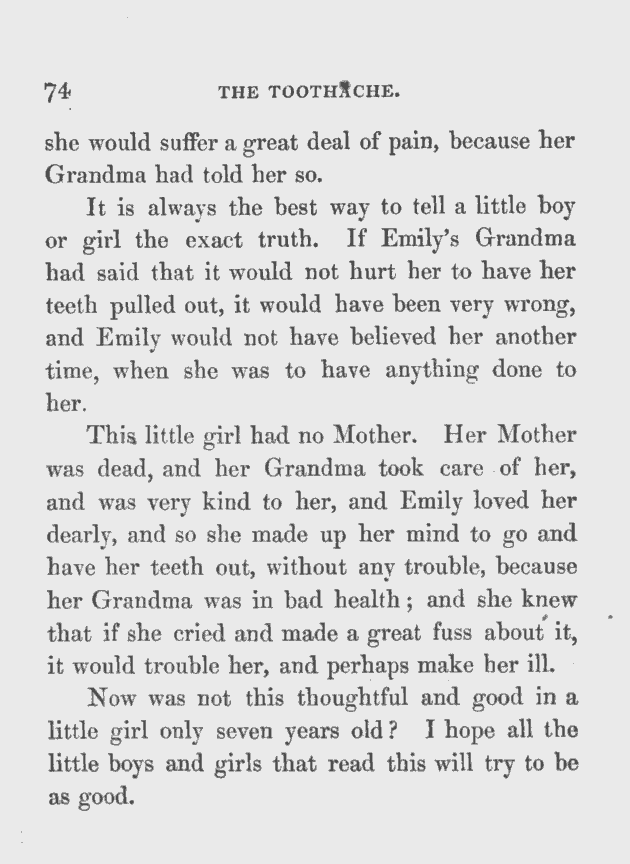 74 THE TOOTHACHE.
she would suffer a great deal of pain, because her
Grandma had told her so.
It is always the best way to tell a little boy
or girl the exact truth. If Emily's Grandma
had said that it would not hurt her to have her
teeth pulled out, it would have been very wrong,
and Emily would not have believed her another
time, when she was to have anything done to
her.
This little girl had no Mother. Her Mother
was dead, and her Grandma took care of her,
and was very kind to her, and Emily loved her
dearly, and so she made up her mind to go and
have her teeth out, without any trouble, because
her Grandma was in bad health; and she knew
that if she cried and made a great fuss about it,
it would trouble her, and perhaps make her ill.
Now was not this thoughtful and good in a
little girl only seven years old? I hope all the
little boys and girls that read this will try to be
as good.